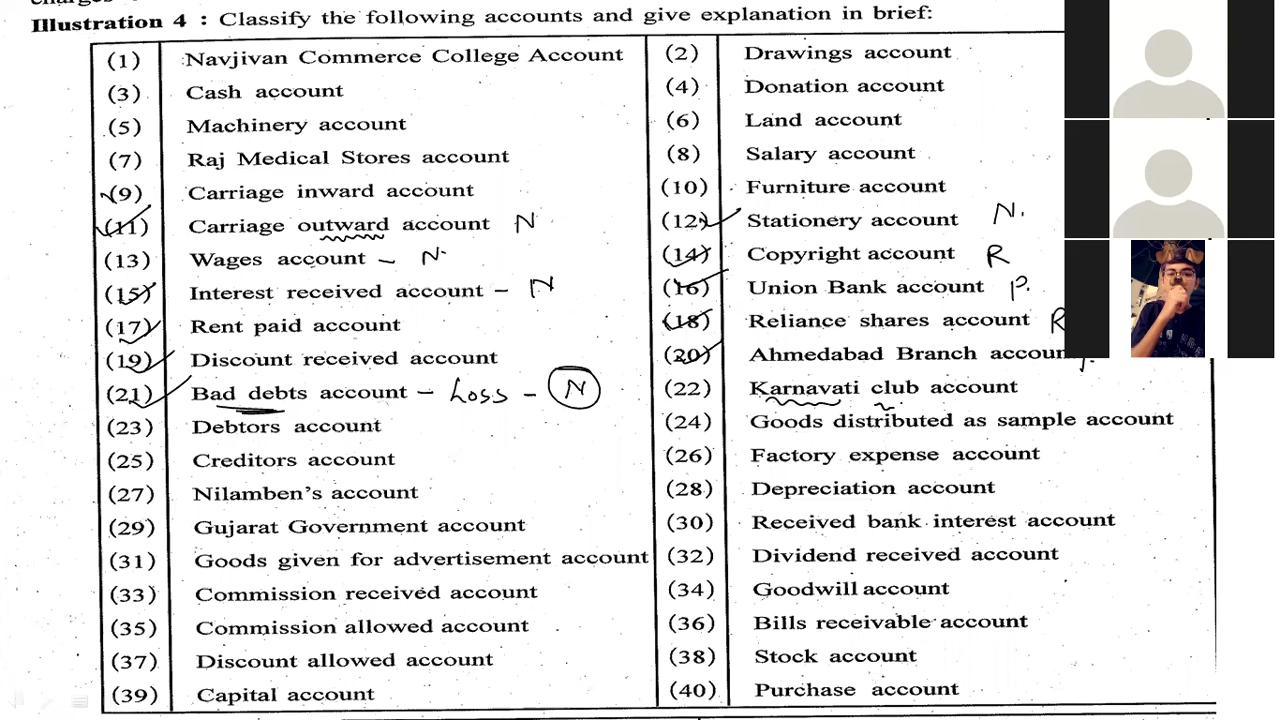 Illustration 4 : Classify the following accounts and give explanation in brief:
(1) Navjivan Commerce College Account (2) Drawings account
(3) Cash account (4) Donation account
(5) Machinery account (6) Land account
(7) Raj Medical Stores account (8) Salary account
(9) Carriage inward account (10) Furniture account
(11) Carriage outward account N (12) Stationery account N.
(13) Wages account – N. (14) Copyright account R
(15) Interest received account – N (16) Union Bank account P.
(17) Rent paid account (18) Reliance shares account R
(19) Discount received account (20) Ahmedabad Branch
(21) Bad debts account – Loss – N (22) Karnavati club account
(23) Debtors account (24) Goods distributed as sample account
(25) Creditors account (26) Factory expense account
(27) Nilamben's account (28) Depreciation account
(29) Gujarat Government account (30) Received bank interest account
(31) Goods given for advertisement account (32) Dividend received account
(33) Commission received account (34) Goodwill account
(35) Commission allowed account (36) Bills receivable account
(37) Discount allowed account (38) Stock account
(39) Capital account (40) Purchase account